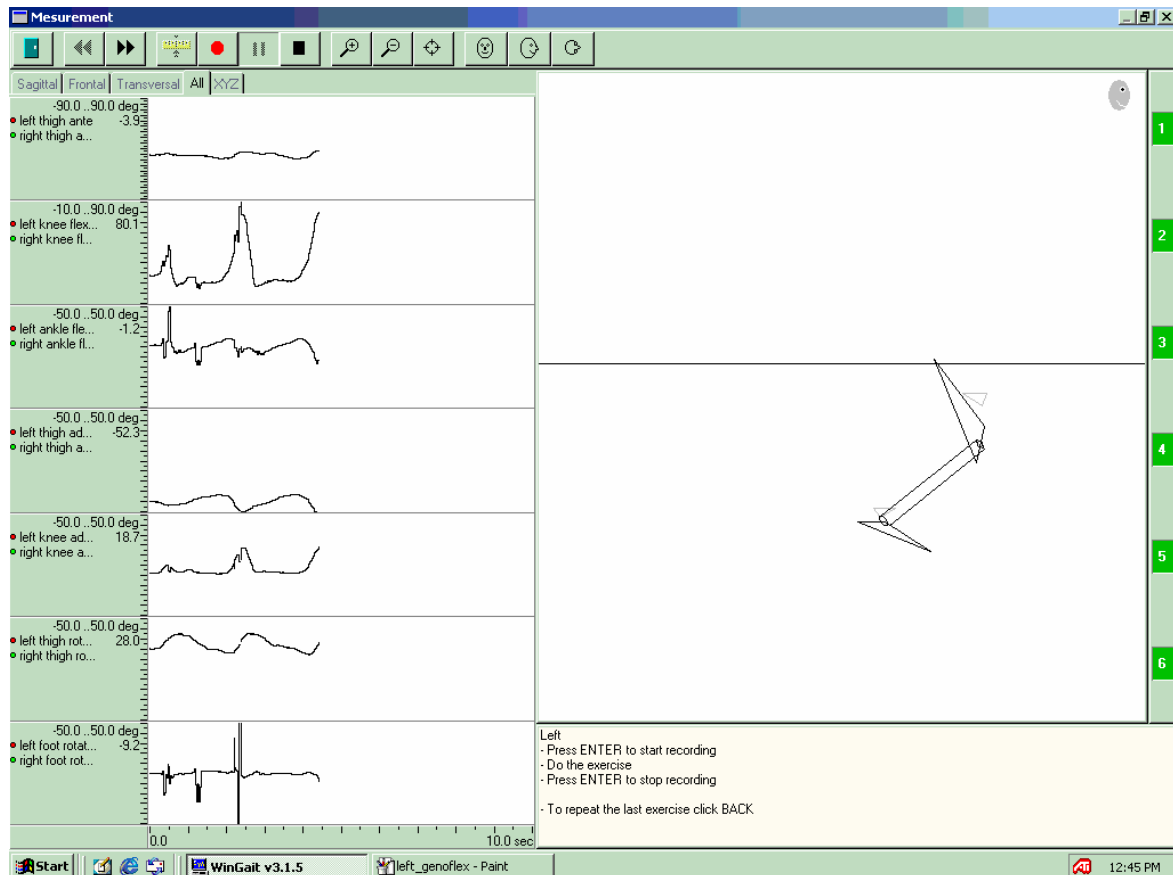 Mesurement
Sagittal Frontal Transversal All XYZ
-90.0 ..90.0 deg
left thigh ante -3.9
right thigh a...
-10.0 ..90.0 deg
left knee flex... 80.1
right knee fl...
-50.0 ..50.0 deg
left ankle fle... -1.2
right ankle fl...
-50.0 ..50.0 deg
left thigh ad... -52.3
right thigh a...
-50.0 ..50.0 deg
left knee ad... 18.7
right knee a...
-50.0 ..50.0 deg
left thigh rot... 28.0
right thigh ro...
-50.0 ..50.0 deg
left foot rotat... -9.2
right foot rot...
0.0 10.0 sec
1
2
3
4
5
6
Left
- Press ENTER to start recording
- Do the exercise
- Press ENTER to stop recording
- To repeat the last exercise click BACK
Start WinGait v3.1.5 left_genoflex - Paint 12:45 PM